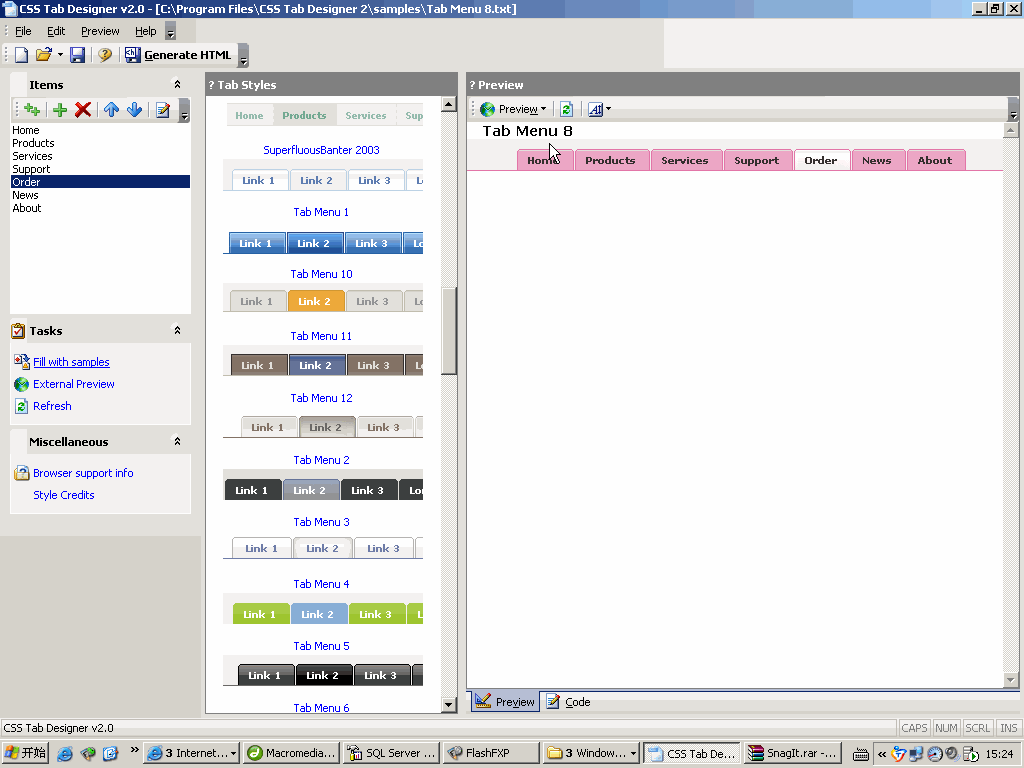 CSS Tab Designer v2.0 - [C:\Program Files\CSS Tab Designer 2\samples\Tab Menu 8.txt]
File Edit Preview Help
Generate HTML
Items
Home
Products
Services
Support
Order
News
About
Tasks
Fill with samples
External Preview
Refresh
Miscellaneous
Browser support info
Style Credits
? Tab Styles
Home Products Services Sup
SuperfluousBanter 2003
Link 1 Link 2 Link 3 L
Tab Menu 1
Link 1 Link 2 Link 3 Lo
Tab Menu 10
Link 1 Link 2 Link 3 Lo
Tab Menu 11
Link 1 Link 2 Link 3 L
Tab Menu 12
Link 1 Link 2 Link 3
Tab Menu 2
Link 1 Link 2 Link 3 Lon
Tab Menu 3
Link 1 Link 2 Link 3
Tab Menu 4
Link 1 Link 2 Link 3 L
Tab Menu 5
Link 1 Link 2 Link 3
Tab Menu 6
? Preview
Preview
Tab Menu 8
Home Products Services Support Order News About
Preview Code
CSS Tab Designer v2.0 CAPS NUM SCRL INS
开始 » 3 Internet... Macromedia... SQL Server ... FlashFXP 3 Window... CSS Tab De... SnagIt.rar -... « 15:24